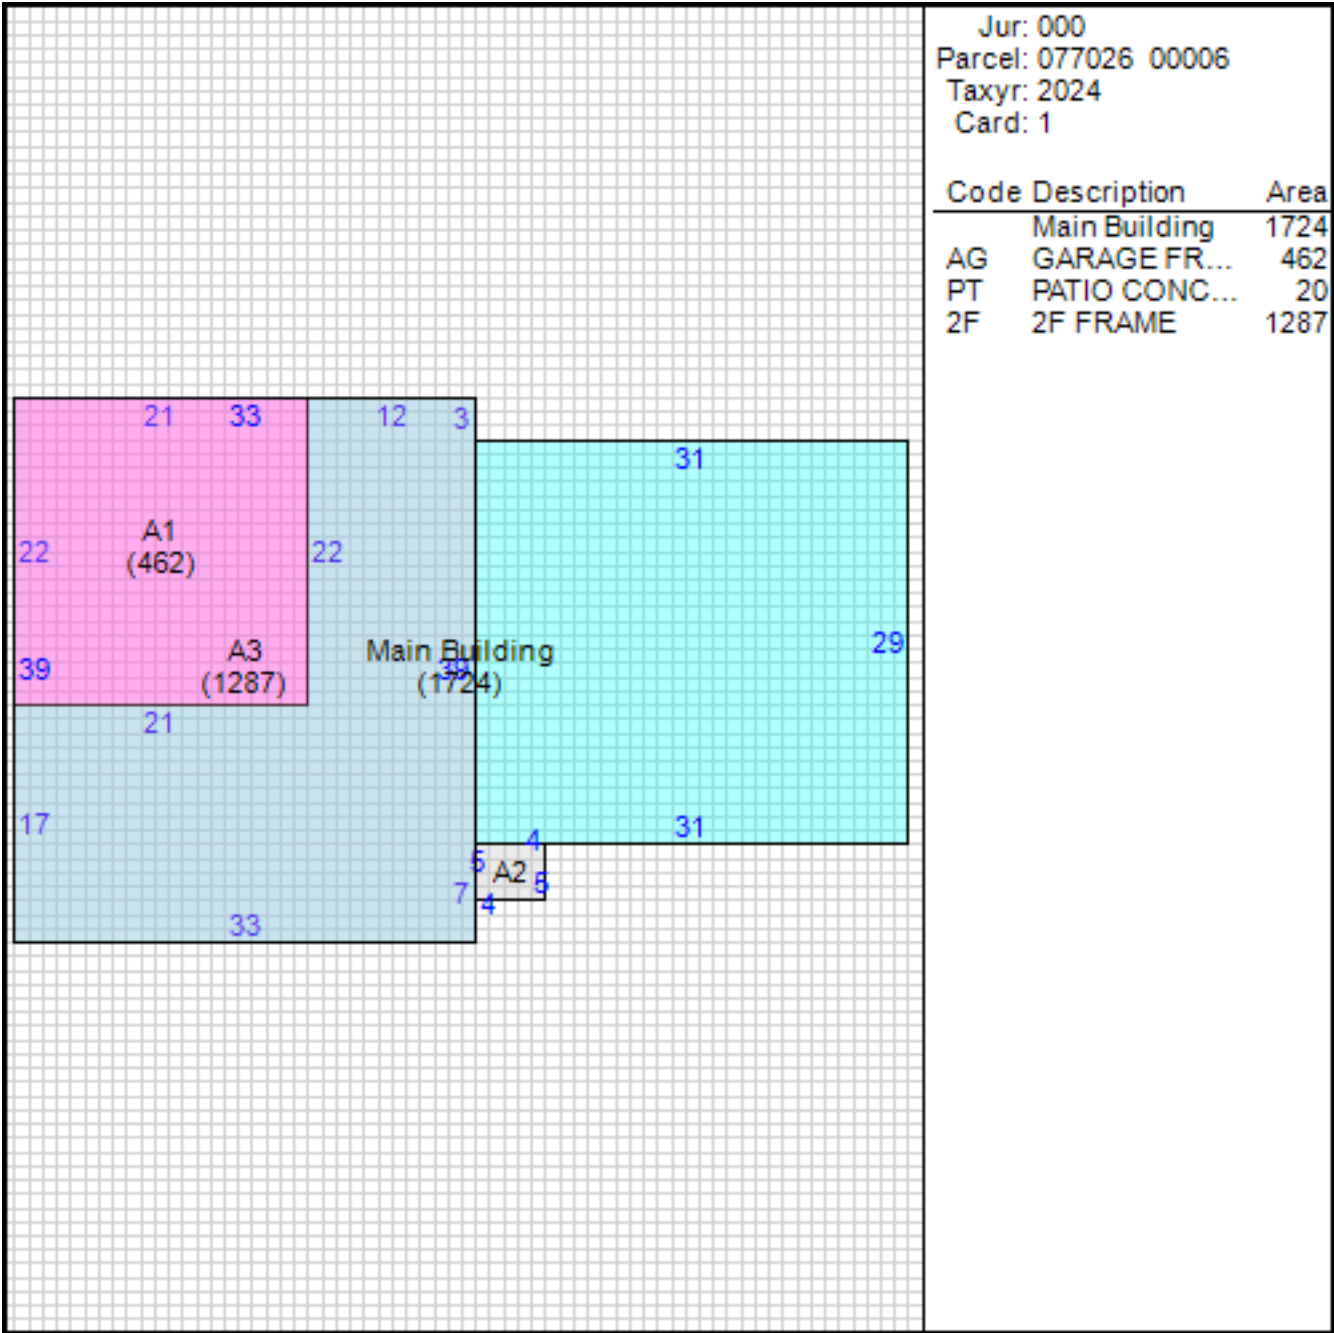 Jur: 000
Parcel: 077026 00006
Taxyr: 2024
Card: 1
Code Description Area
Main Building 1724
AG GARAGE FR... 462
PT PATIO CONC... 20
2F 2F FRAME 1287
21 33 12 3
31
A1
(462)
22 22
29
A3
(1287)
Main Building
(1724)
39 39
21
17
31
4
5 A2 5
7 4
33